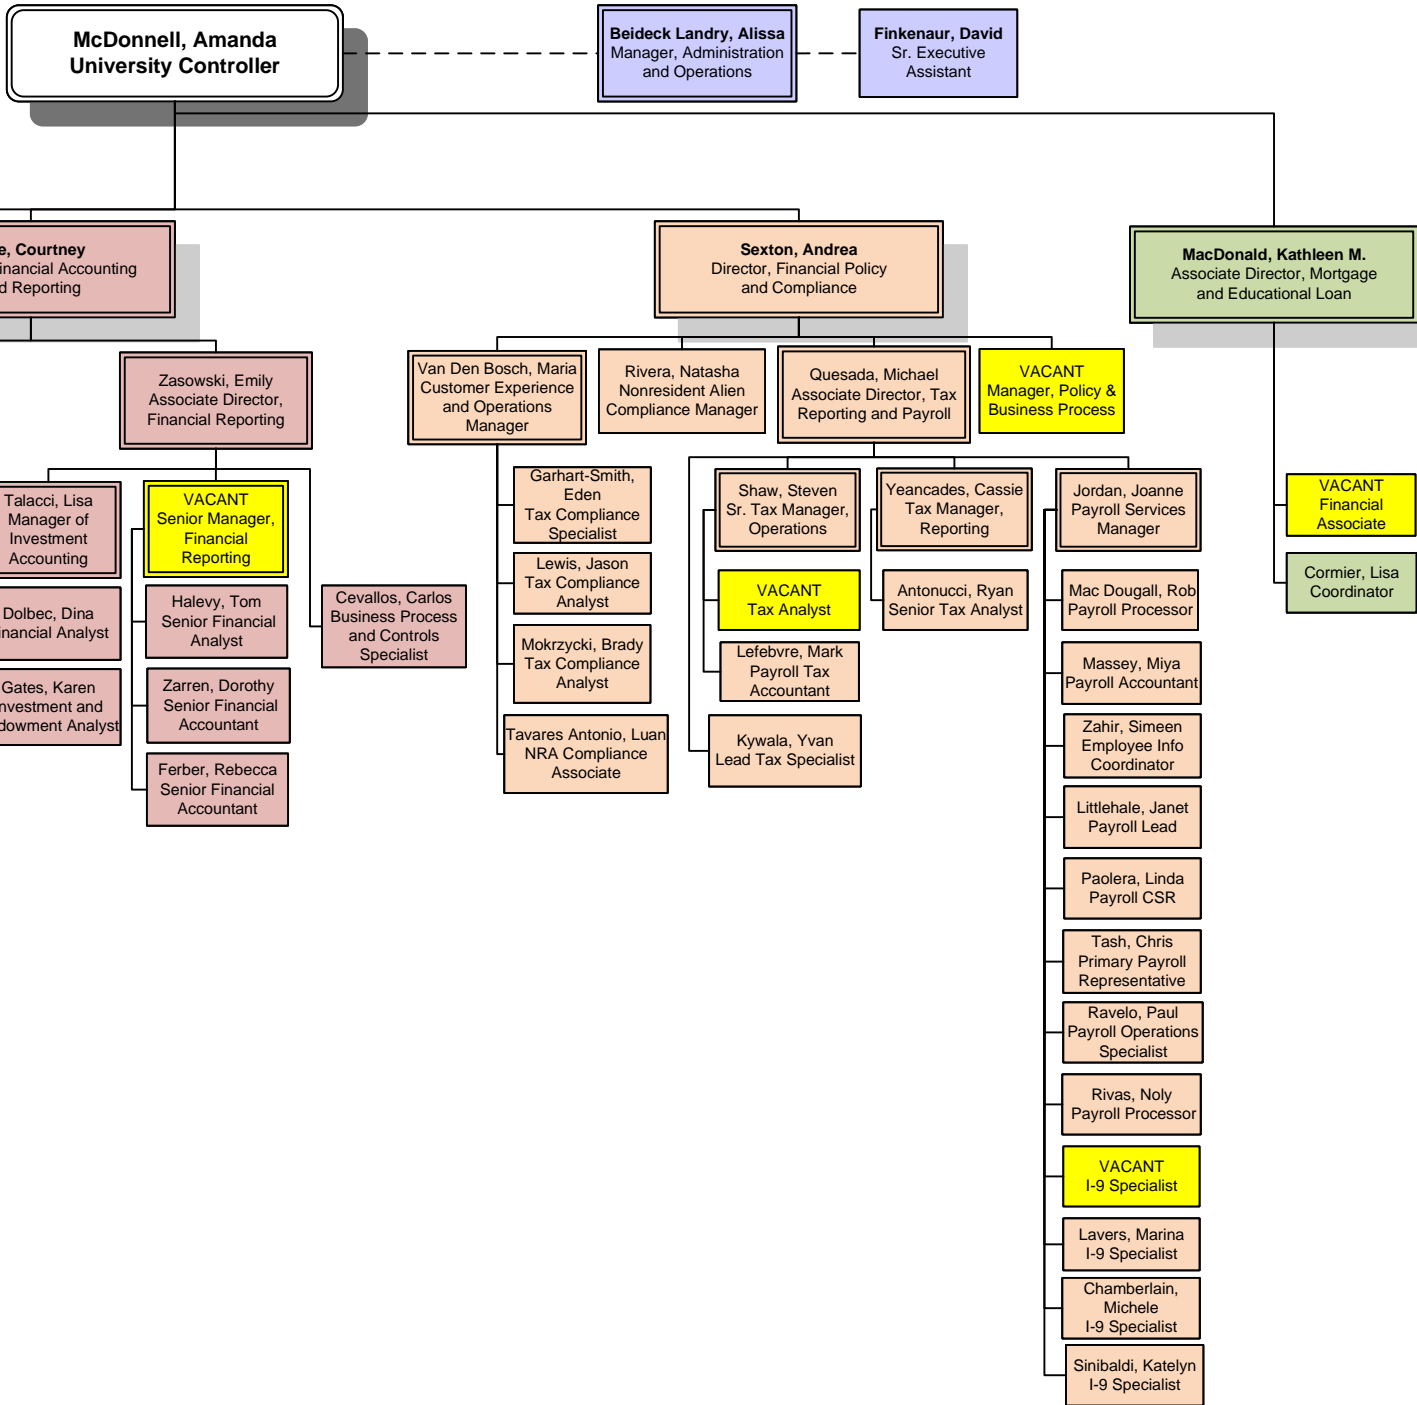 McDonnell, Amanda
University Controller
Beideck Landry, Alissa
Manager, Administration
and Operations
Finkenaur, David
Sr. Executive
Assistant
Courtney
Financial Accounting
Reporting
Sexton, Andrea
Director, Financial Policy
and Compliance
MacDonald, Kathleen M.
Associate Director, Mortgage
and Educational Loan
Zasowski, Emily
Associate Director,
Financial Reporting
Talacci, Lisa
Manager of
Investment
Accounting
Dolbec, Dina
Financial Analyst
Gates, Karen
Investment and
Endowment Analyst
VACANT
Senior Manager,
Financial
Reporting
Halevy, Tom
Senior Financial
Analyst
Zarren, Dorothy
Senior Financial
Accountant
Ferber, Rebecca
Senior Financial
Accountant
Cevallos, Carlos
Business Process
and Controls
Specialist
Van Den Bosch, Maria
Customer Experience
and Operations
Manager
Garhart-Smith,
Eden
Tax Compliance
Specialist
Lewis, Jason
Tax Compliance
Analyst
Mokrzycki, Brady
Tax Compliance
Analyst
Tavares Antonio, Luan
NRA Compliance
Associate
Rivera, Natasha
Nonresident Alien
Compliance Manager
Quesada, Michael
Associate Director, Tax
Reporting and Payroll
VACANT
Manager, Policy &
Business Process
Shaw, Steven
Sr. Tax Manager,
Operations
VACANT
Tax Analyst
Lefebvre, Mark
Payroll Tax
Accountant
Kywala, Yvan
Lead Tax Specialist
Yeancades, Cassie
Tax Manager,
Reporting
Antonucci, Ryan
Senior Tax Analyst
Jordan, Joanne
Payroll Services
Manager
Mac Dougall, Rob
Payroll Processor
Massey, Miya
Payroll Accountant
Zahir, Simeen
Employee Info
Coordinator
Littlehale, Janet
Payroll Lead
Paolera, Linda
Payroll CSR
Tash, Chris
Primary Payroll
Representative
Ravelo, Paul
Payroll Operations
Specialist
Rivas, Noly
Payroll Processor
VACANT
I-9 Specialist
Lavers, Marina
I-9 Specialist
Chamberlain,
Michele
I-9 Specialist
Sinibaldi, Katelyn
I-9 Specialist
VACANT
Financial
Associate
Cormier, Lisa
Coordinator